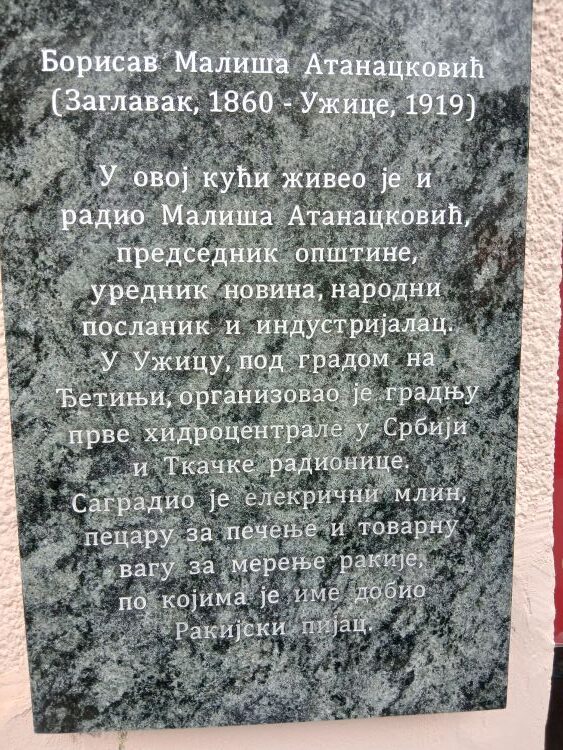 Борисав Малиша Атанацковић
(Заглавак, 1860 - Ужице, 1919)
У овој кући живео је и
радио Малиша Атанацковић,
председник општине,
уредник новина, народни
посланик и индустријалац.
У Ужицу, под градом на
Ђетињи, организовао је градњу
прве хидроцентрале у Србији
и Ткачке радионице.
Саградио је елекрични млин,
пецару за печење и товарну
вагу за мерење ракије,
по којима је име добио
Ракијски пијац.